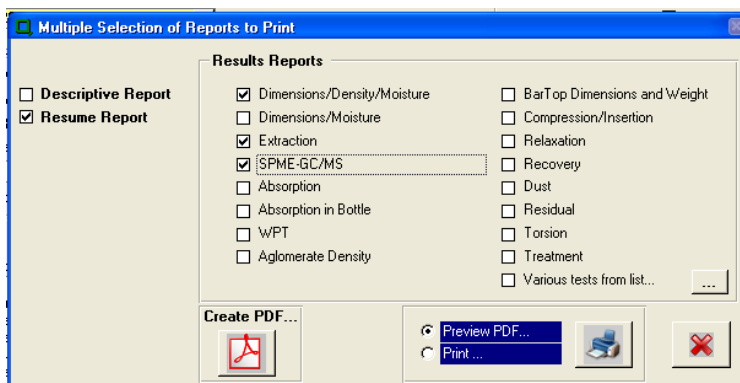 Multiple Selection of Reports to Print
Results Reports
Descriptive Report
Resume Report
Dimensions/Density/Moisture
Dimensions/Moisture
Extraction
SPME-GC/MS
Absorption
Absorption in Bottle
WPT
Aglomerate Density
BarTop Dimensions and Weight
Compression/Insertion
Relaxation
Recovery
Dust
Residual
Torsion
Treatment
Various tests from list...
...
Create PDF...
Preview PDF...
Print ...